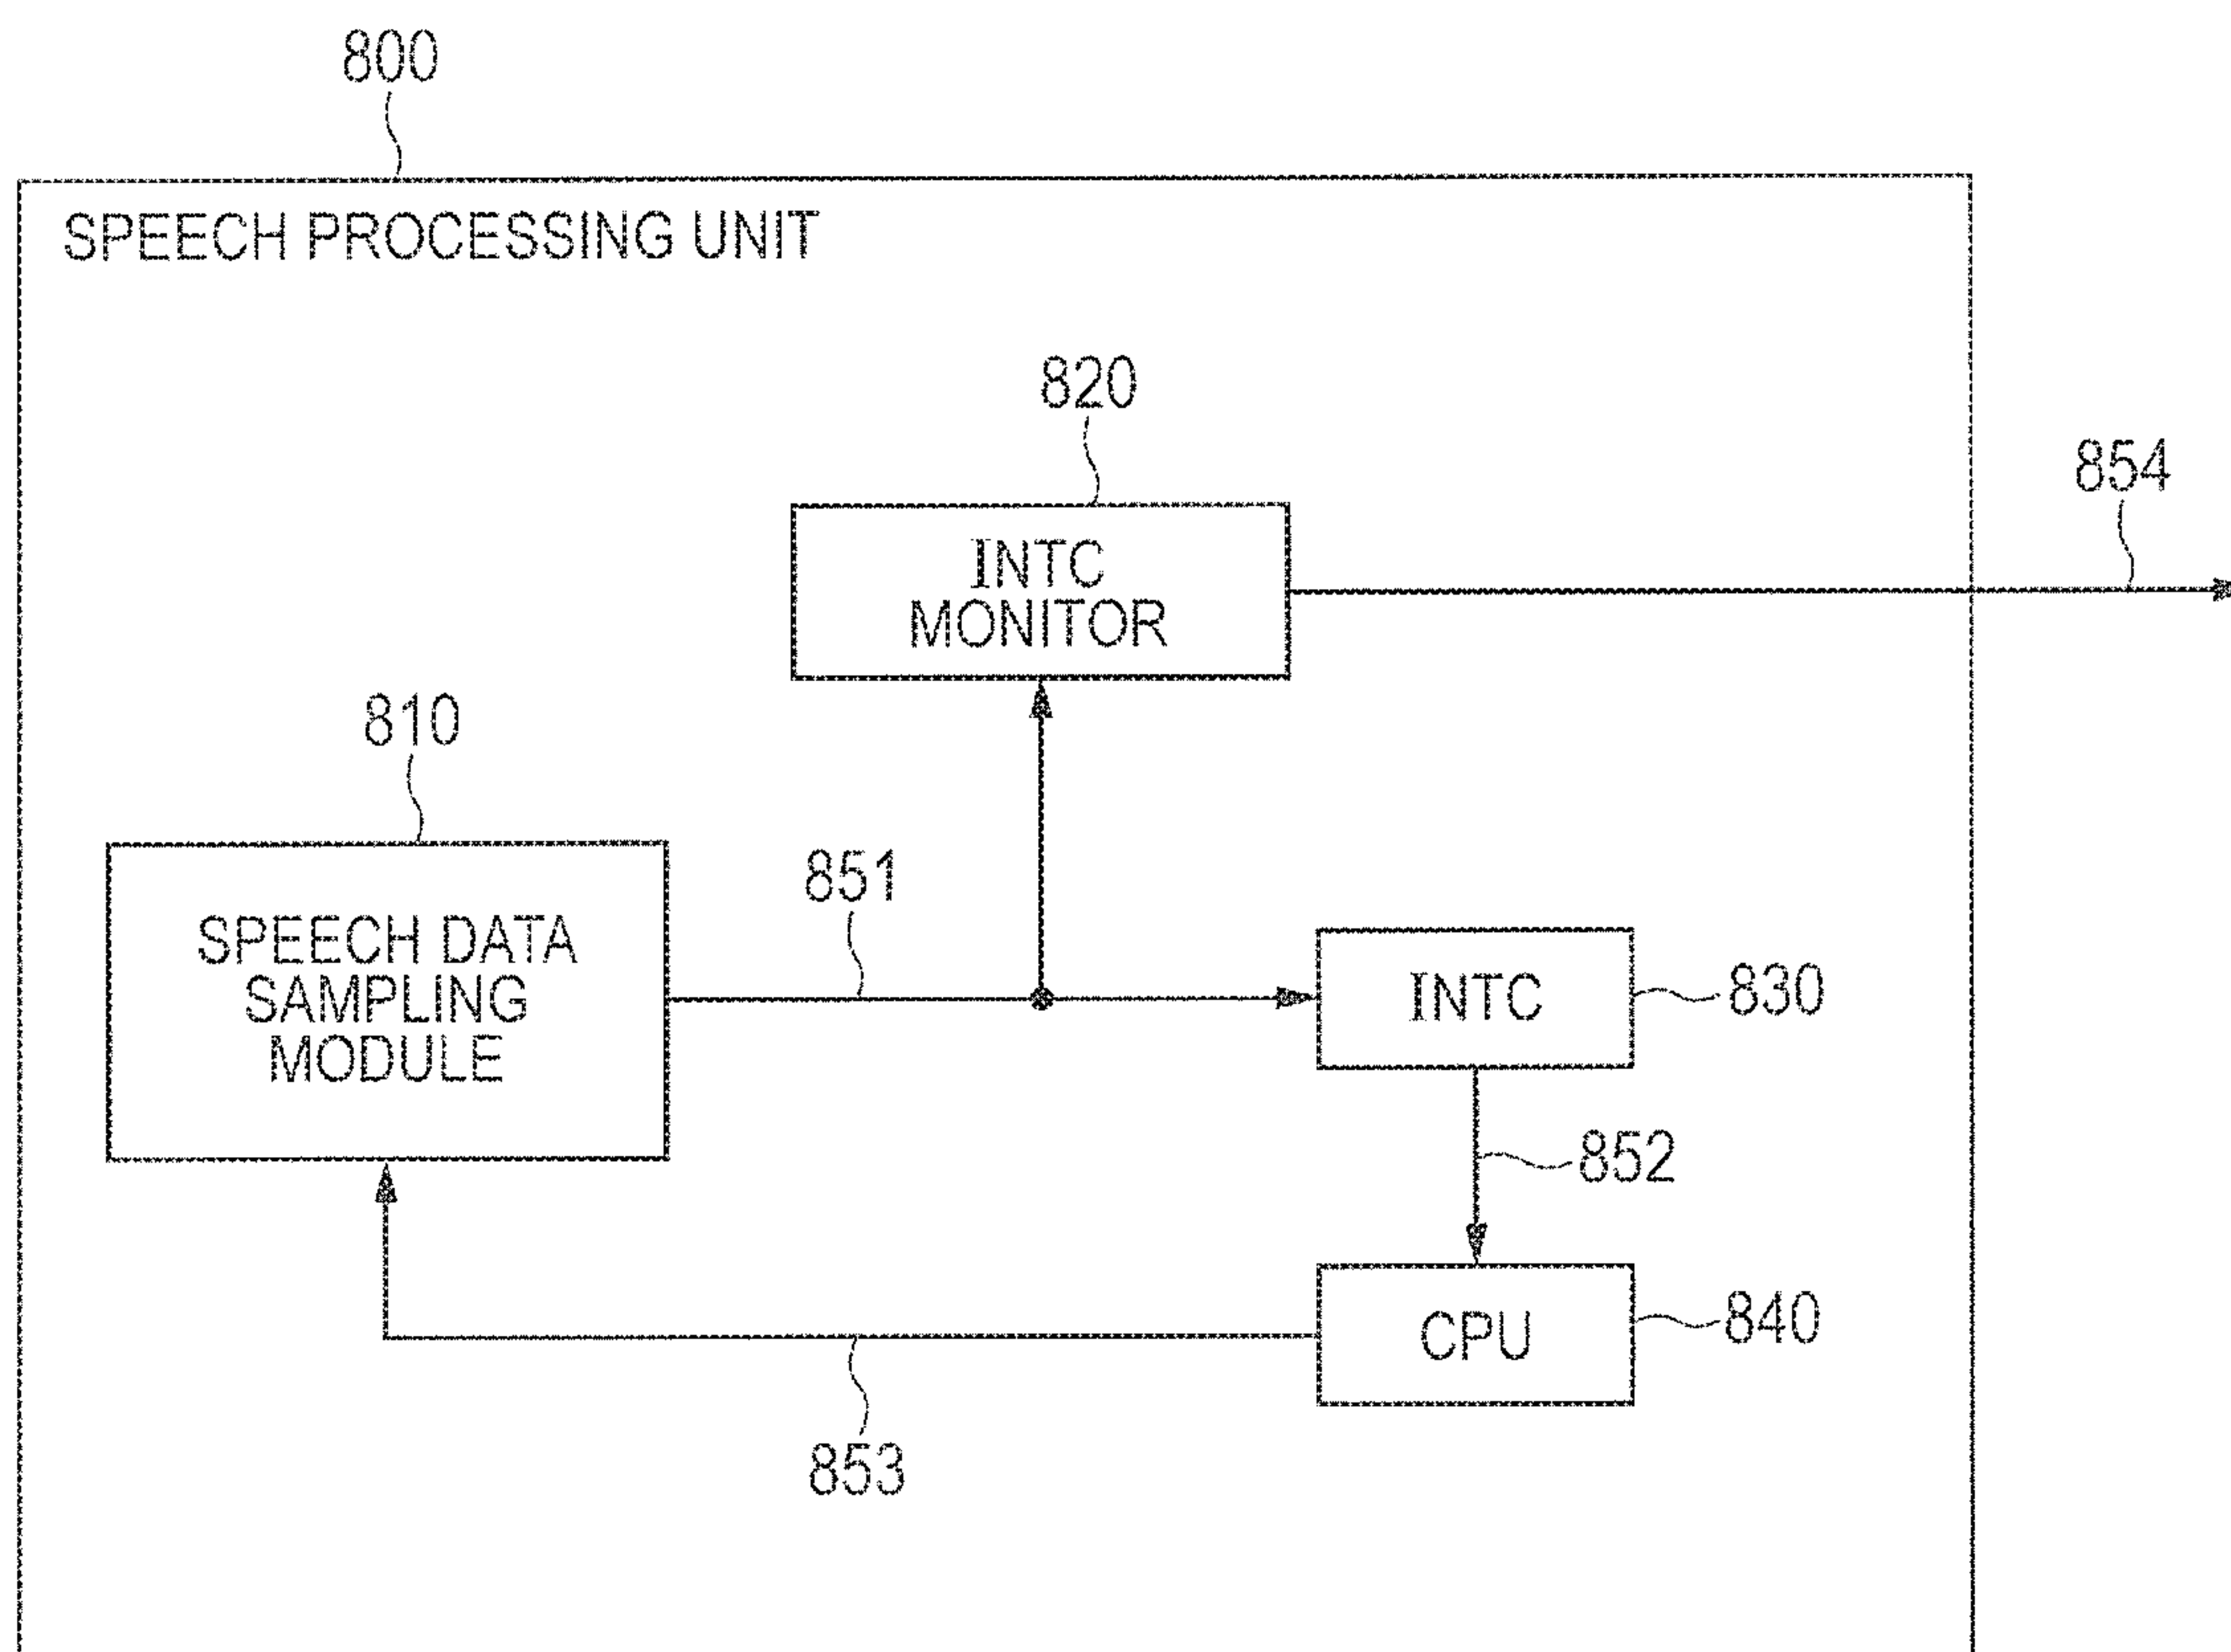 800
SPEECH PROCESSING UNIT
820
854
INTC
MONITOR
810
851
SPEECH DATA
SAMPLING
MODULE
INTC
830
852
CPU
840
853